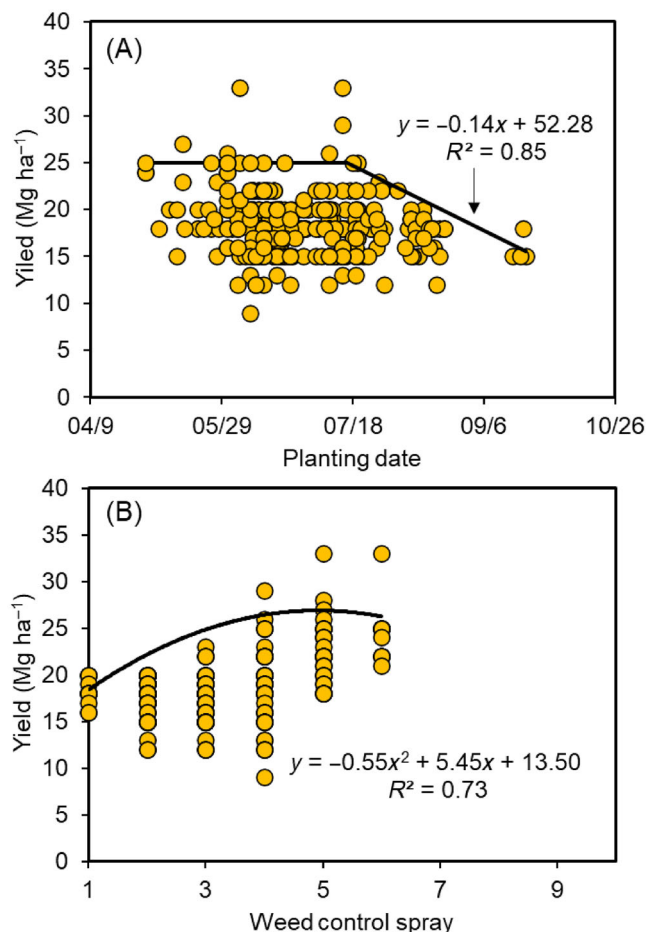 (A)
40
35
30
25
20
15
10
5
0
Yiled (Mg ha⁻¹)
y = −0.14x + 52.28
R² = 0.85
04/9 05/29 07/18 09/6 10/26
Planting date
(B)
40
35
30
25
20
15
10
5
0
Yield (Mg ha⁻¹)
y = −0.55x² + 5.45x + 13.50
R² = 0.73
1 3 5 7 9
Weed control spray